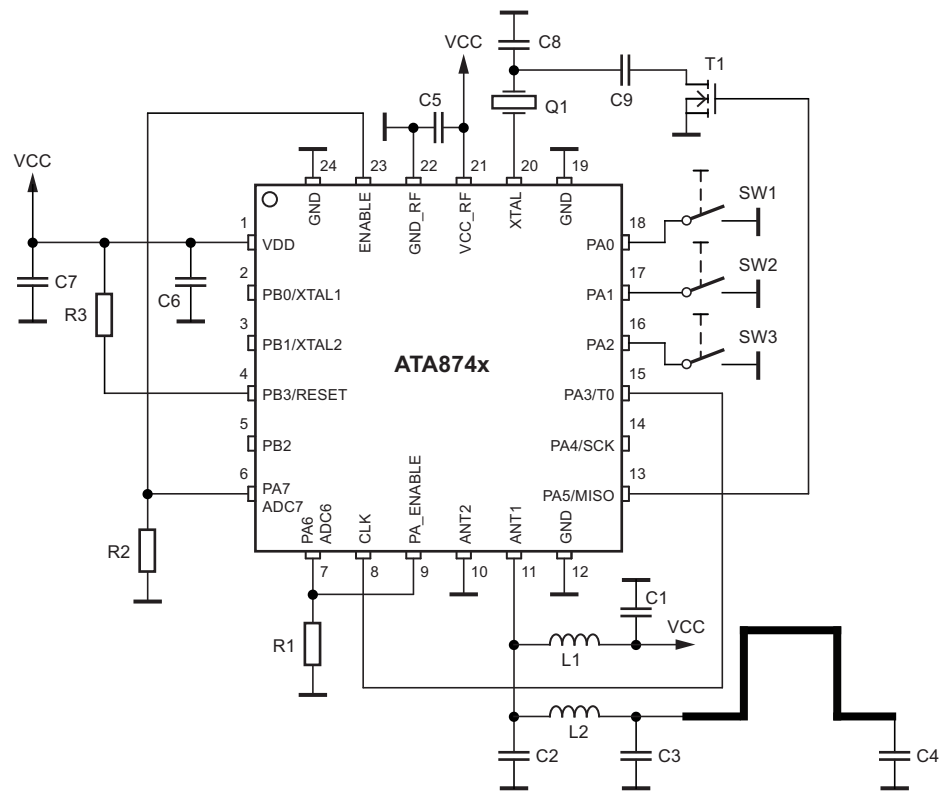 C8
VCC
T1
C5
Q1
C9
24
23
22
21
20
19
VCC
GND
ENABLE
GND_RF
VCC_RF
XTAL
GND
SW1
1
VDD
18
PA0
C7
R3
C6
2
PB0/XTAL1
17
PA1
SW2
3
PB1/XTAL2
16
PA2
SW3
ATA874x
4
PB3/RESET
15
PA3/T0
5
PB2
14
PA4/SCK
6
PA7
ADC7
13
PA5/MISO
PA6
ADC6
CLK
PA_ENABLE
ANT2
ANT1
GND
R2
7
8
9
10
11
12
C1
R1
VCC
L1
L2
C2
C3
C4